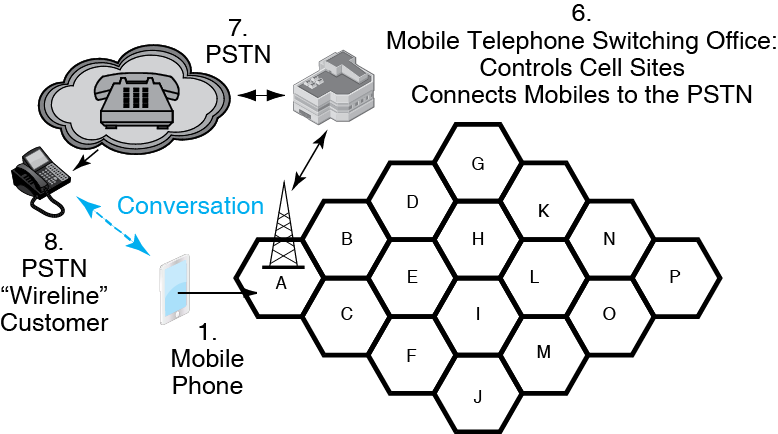 7.
PSTN
6.
Mobile Telephone Switching Office:
Controls Cell Sites
Connects Mobiles to the PSTN
Conversation
8.
PSTN
“Wireline”
Customer
1.
Mobile
Phone
A
B
C
D
E
F
G
H
I
J
K
L
M
N
O
P